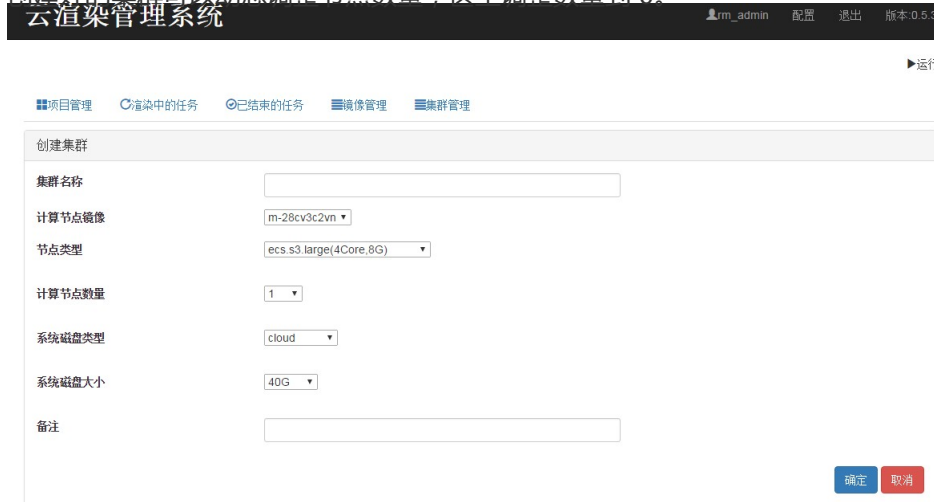 云渲染管理系统
rm_admin 配置 退出 版本:0.5.3
▶运行
项目管理 渲染中的任务 已结束的任务 镜像管理 集群管理
创建集群
集群名称
计算节点镜像 m-28cv3c2vn
节点类型 ecs.s3.large(4Core,8G)
计算节点数量 1
系统磁盘类型 cloud
系统磁盘大小 40G
备注
确定 取消